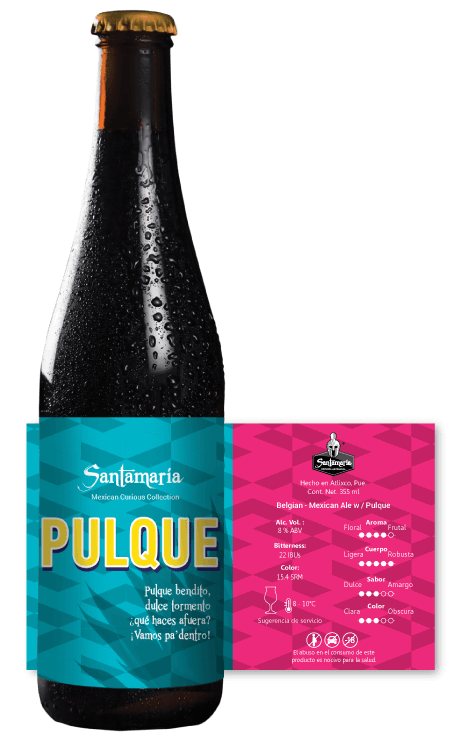 Santamaría
Mexican Curious Collection
PULQUE
Pulque bendito,
dulce tormento
¿qué haces afuera?
¡Vamos pa'dentro!
Santamaría
Hecho en Atlixco, Pue
Cont. Net. 355 ml
Belgian - Mexican Ale w / Pulque
Alc. Vol. :
8 % ABV
Bitterness:
22 IBUs
Color:
15.4 SRM
8 - 10°C
Sugerencia de servicio
Aroma
Floral Frutal
Cuerpo
Ligera Robusta
Sabor
Dulce Amargo
Color
Clara Obscura
-18
El abuso en el consumo de este
producto es nocivo para la salud.